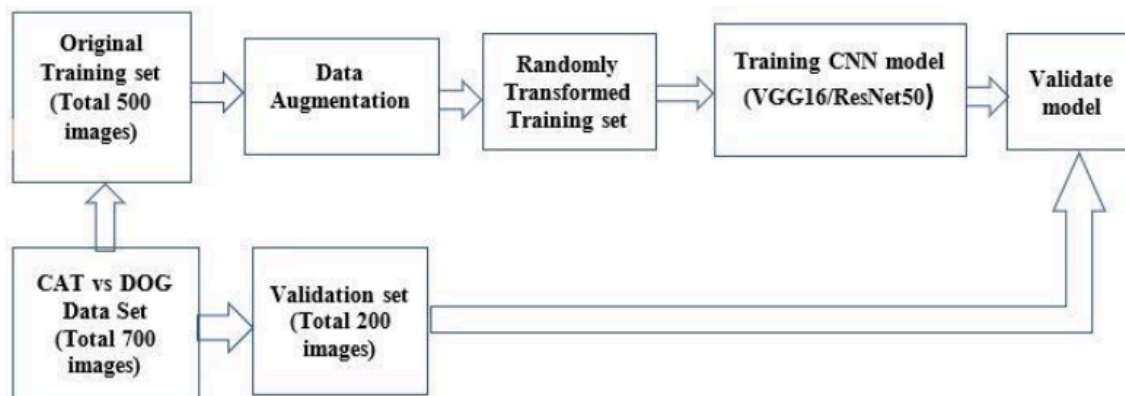 Original
Training set
(Total 500
images)
Data
Augmentation
Randomly
Transformed
Training set
Training CNN model
(VGG16/ResNet50)
Validate
model
CAT vs DOG
Data Set
(Total 700
images)
Validation set
(Total 200
images)